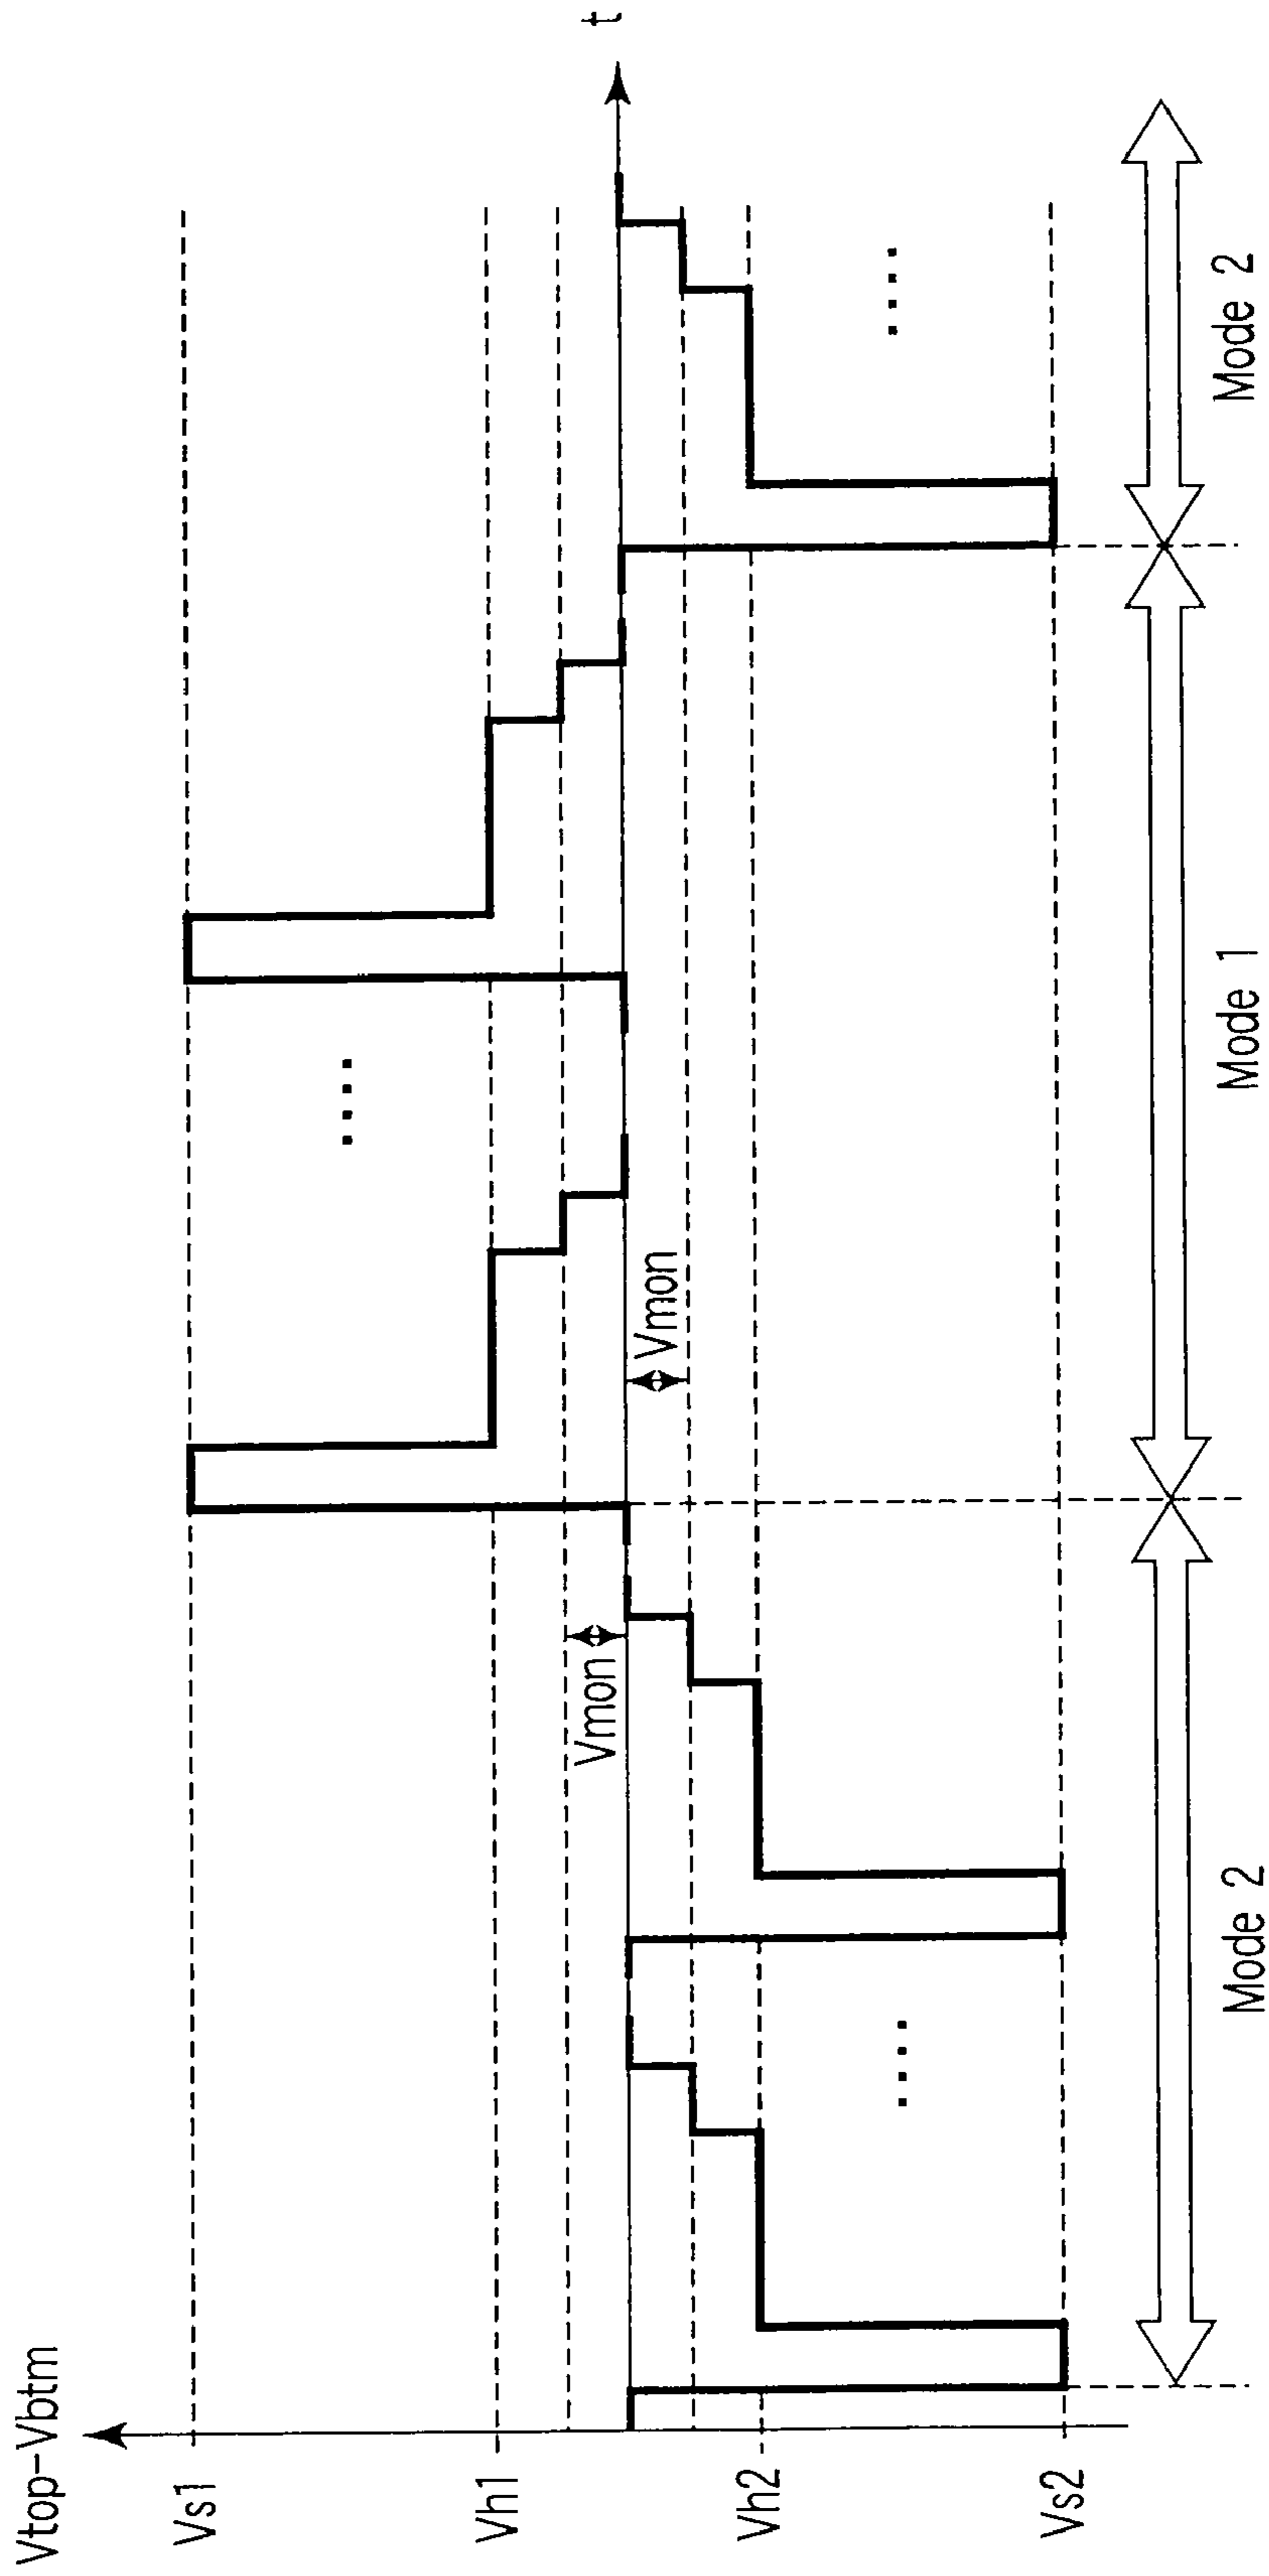 Vtop-Vbtm
Vs1
Vh1
Vh2
Vs2
Vmon
Vmon
t
....
....
....
Mode 2
Mode 1
Mode 2